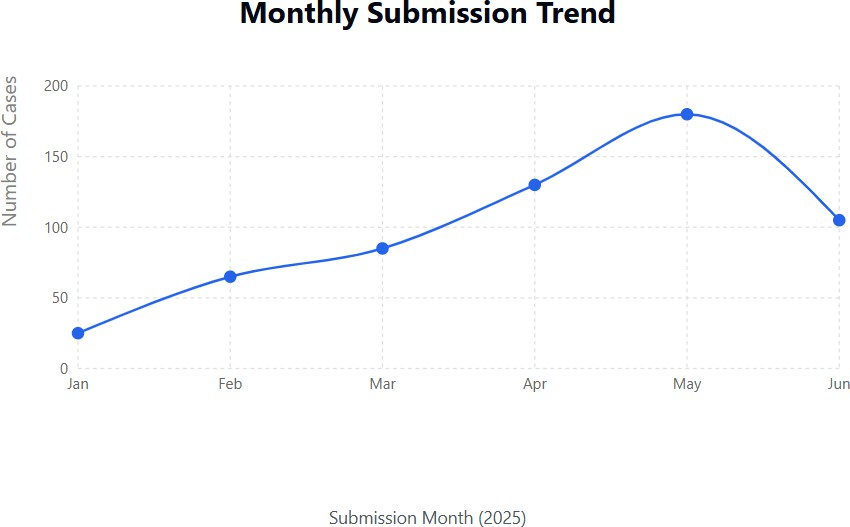 Monthly Submission Trend
Number of Cases
200
150
100
50
0
Jan Feb Mar Apr May Jun
Submission Month (2025)